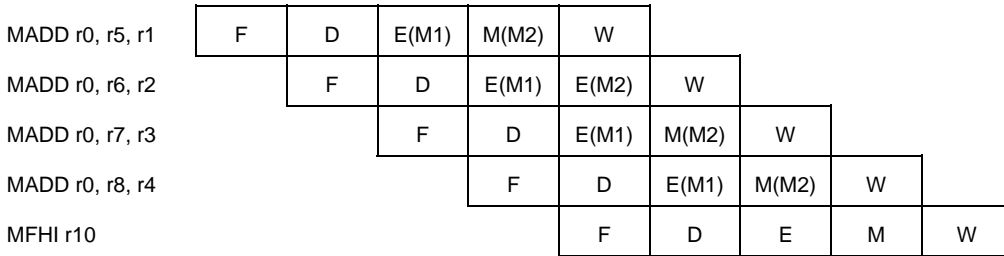 MADD r0, r5, r1 F D E(M1) M(M2) W
MADD r0, r6, r2 F D E(M1) E(M2) W
MADD r0, r7, r3 F D E(M1) M(M2) W
MADD r0, r8, r4 F D E(M1) M(M2) W
MFHI r10 F D E M W